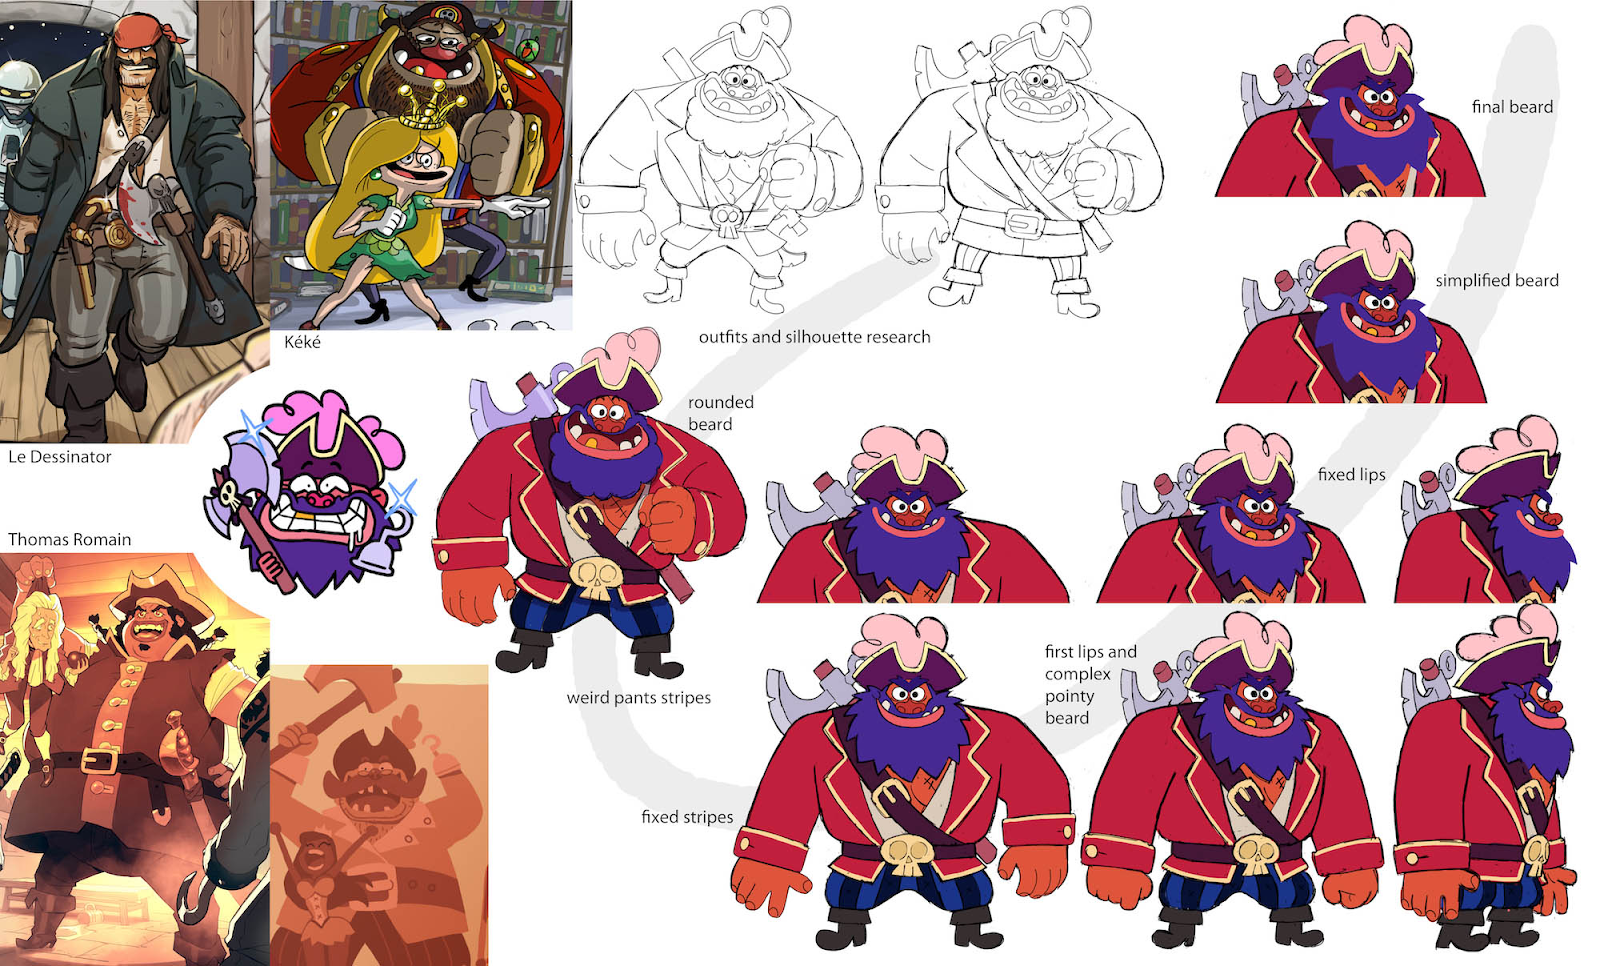 Kéké
Le Dessinator
Thomas Romain
outfits and silhouette research
rounded
beard
weird pants stripes
fixed stripes
first lips and
complex
pointy
beard
fixed lips
simplified beard
final beard